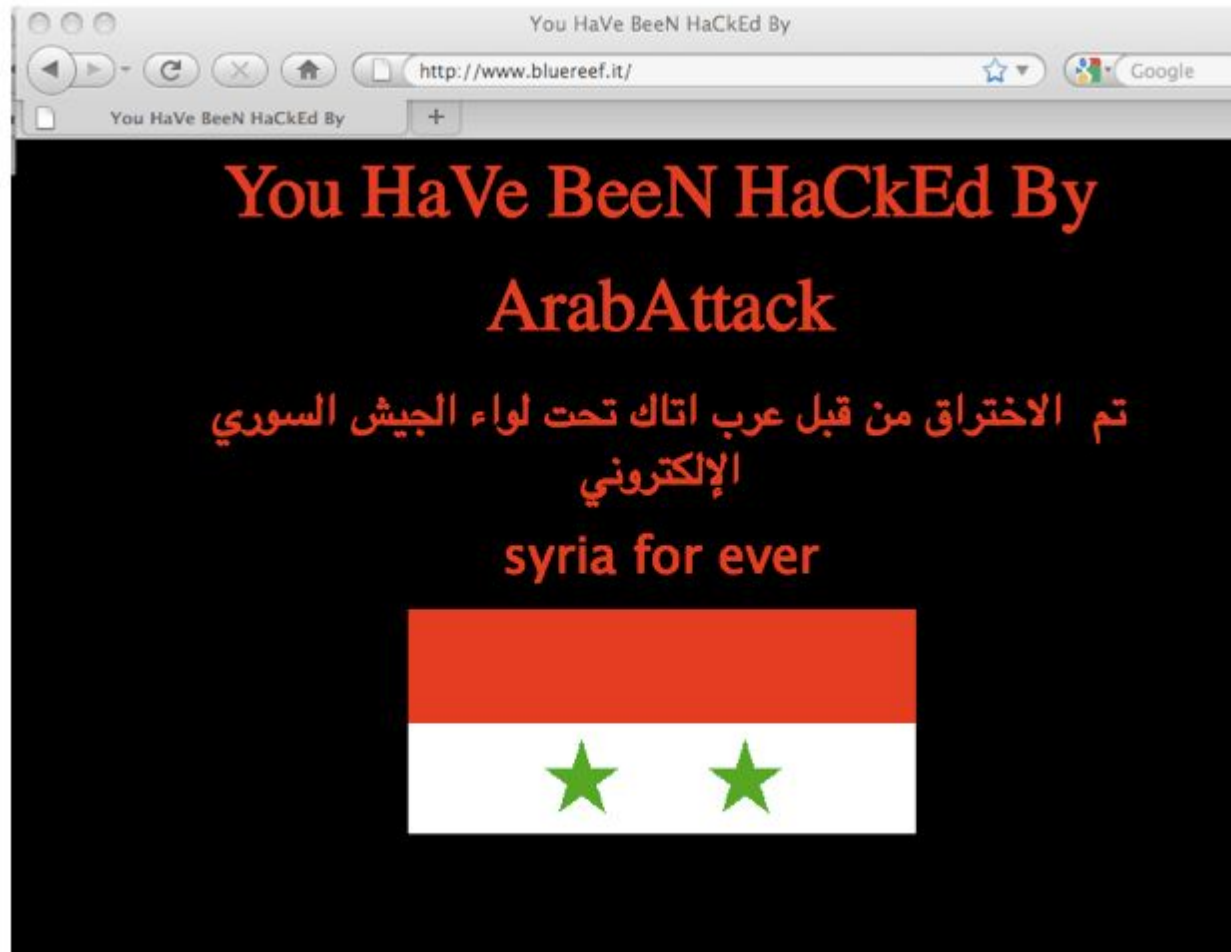 You HaVe BeeN HaCkEd By
http://www.bluereef.it/
Google
You HaVe BeeN HaCkEd By
You HaVe BeeN HaCkEd By
ArabAttack
تم الاختراق من قبل عرب اتاك تحت لواء الجيش السوري
الإلكتروني
syria for ever